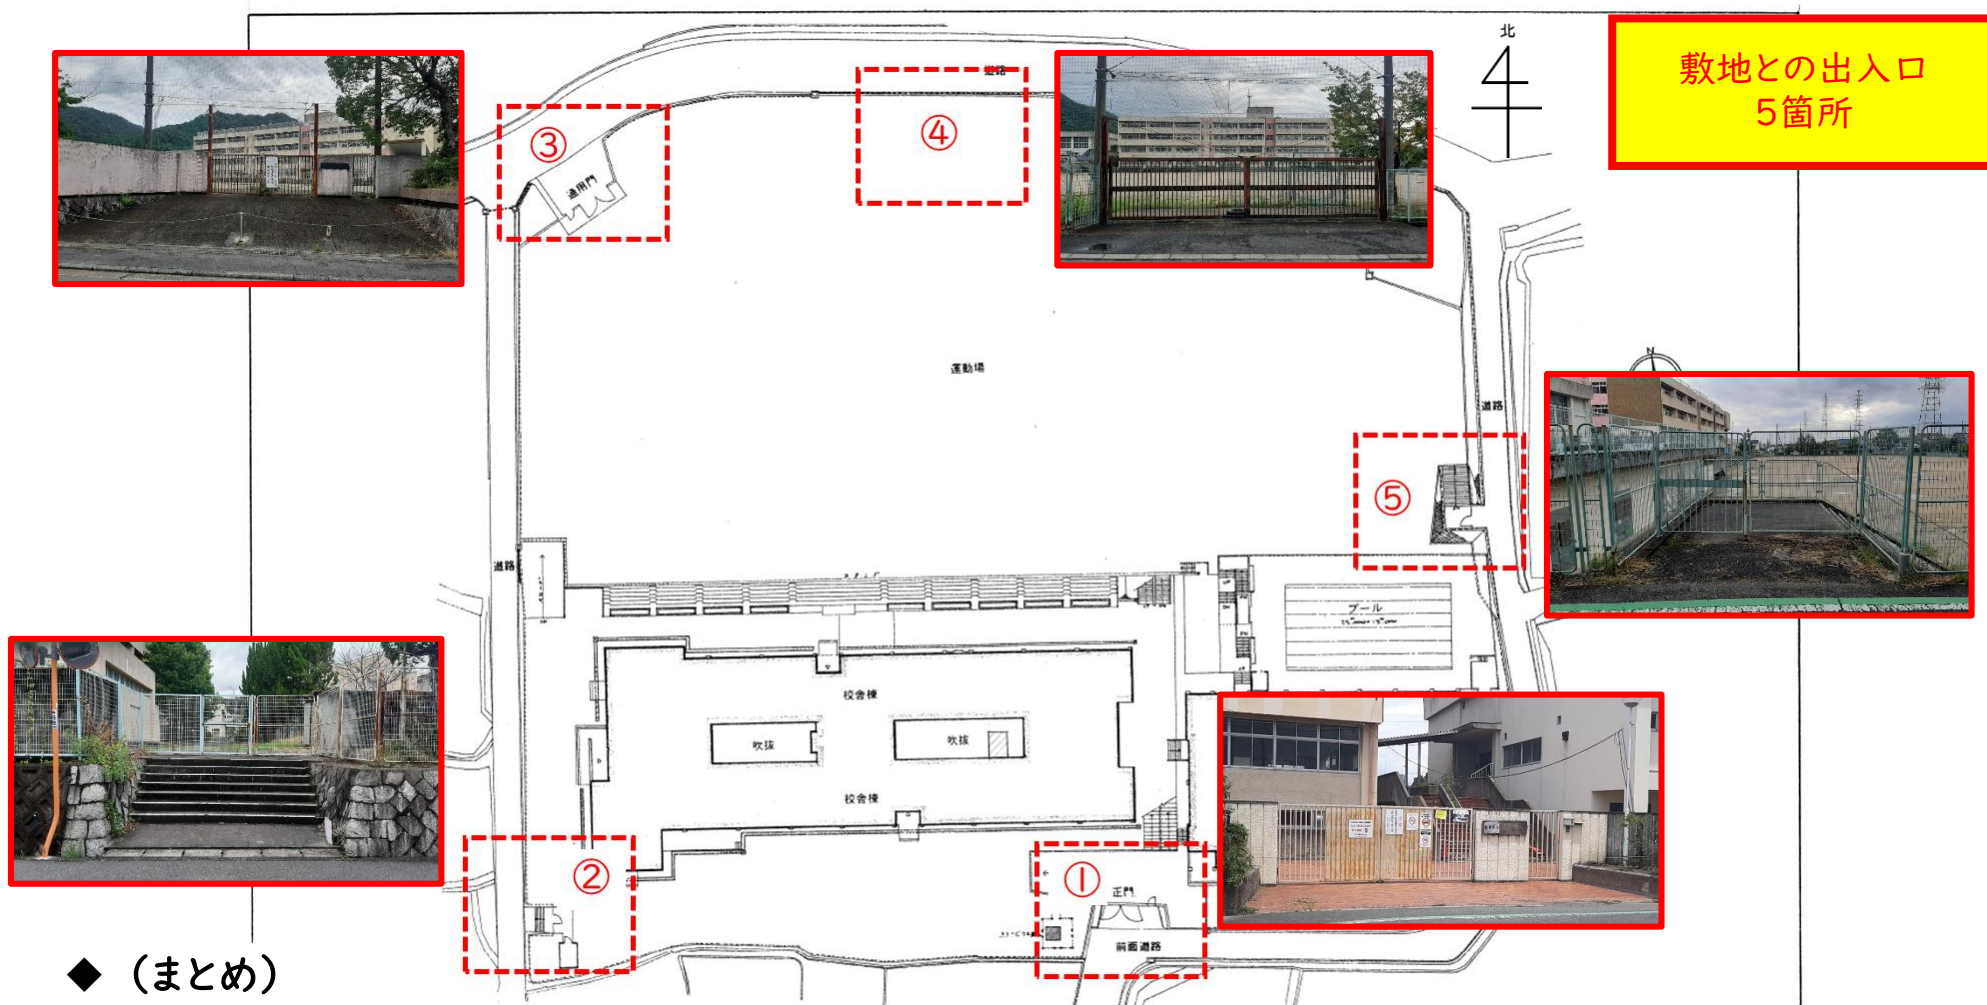 北
敷地との出入口
5箇所
道路
③
④
通用門
運動場
道路
⑤
道路
プール
校舎棟
吹抜
吹抜
校舎棟
②
①
正門
前面道路
N
◆（まとめ）